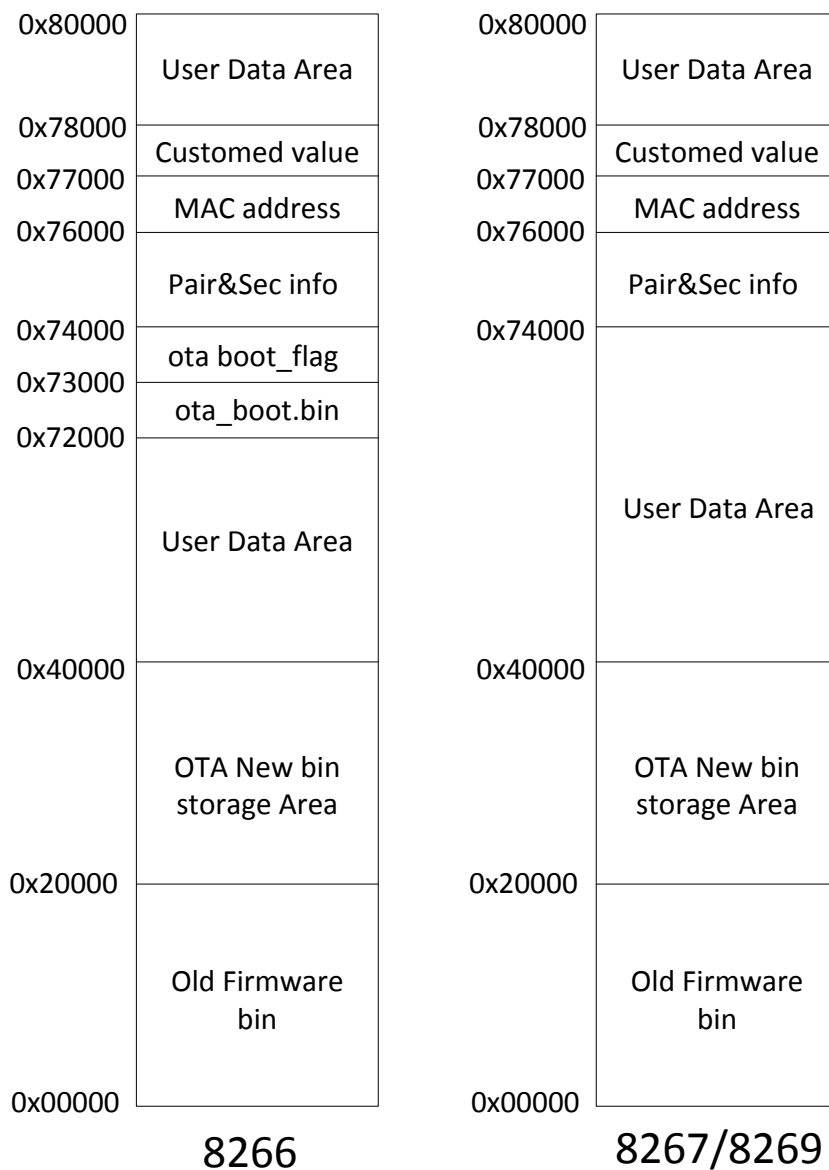 0x80000
User Data Area
0x78000
Customed value
0x77000
MAC address
0x76000
Pair&Sec info
0x74000
ota boot_flag
0x73000
ota_boot.bin
0x72000
User Data Area
0x40000
OTA New bin
storage Area
0x20000
Old Firmware
bin
0x00000
8266
0x80000
User Data Area
0x78000
Customed value
0x77000
MAC address
0x76000
Pair&Sec info
0x74000
User Data Area
0x40000
OTA New bin
storage Area
0x20000
Old Firmware
bin
0x00000
8267/8269